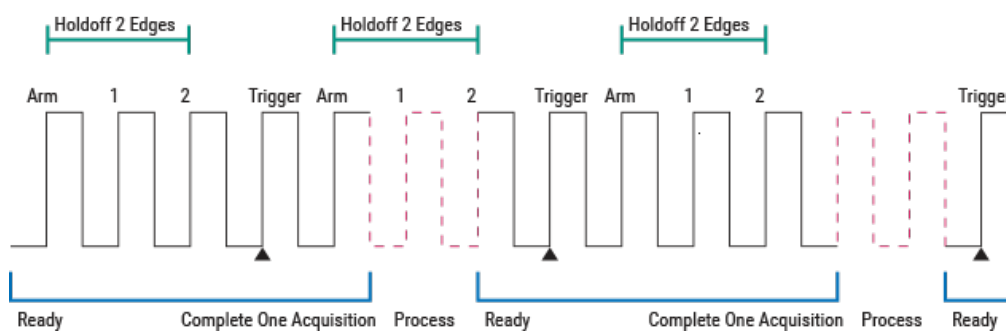 Holdoff 2 Edges Holdoff 2 Edges Holdoff 2 Edges
Arm 1 2 Trigger Arm 1 2 Trigger Arm 1 2 Trigger
Ready Complete One Acquisition Process Ready Complete One Acquisition Process Ready